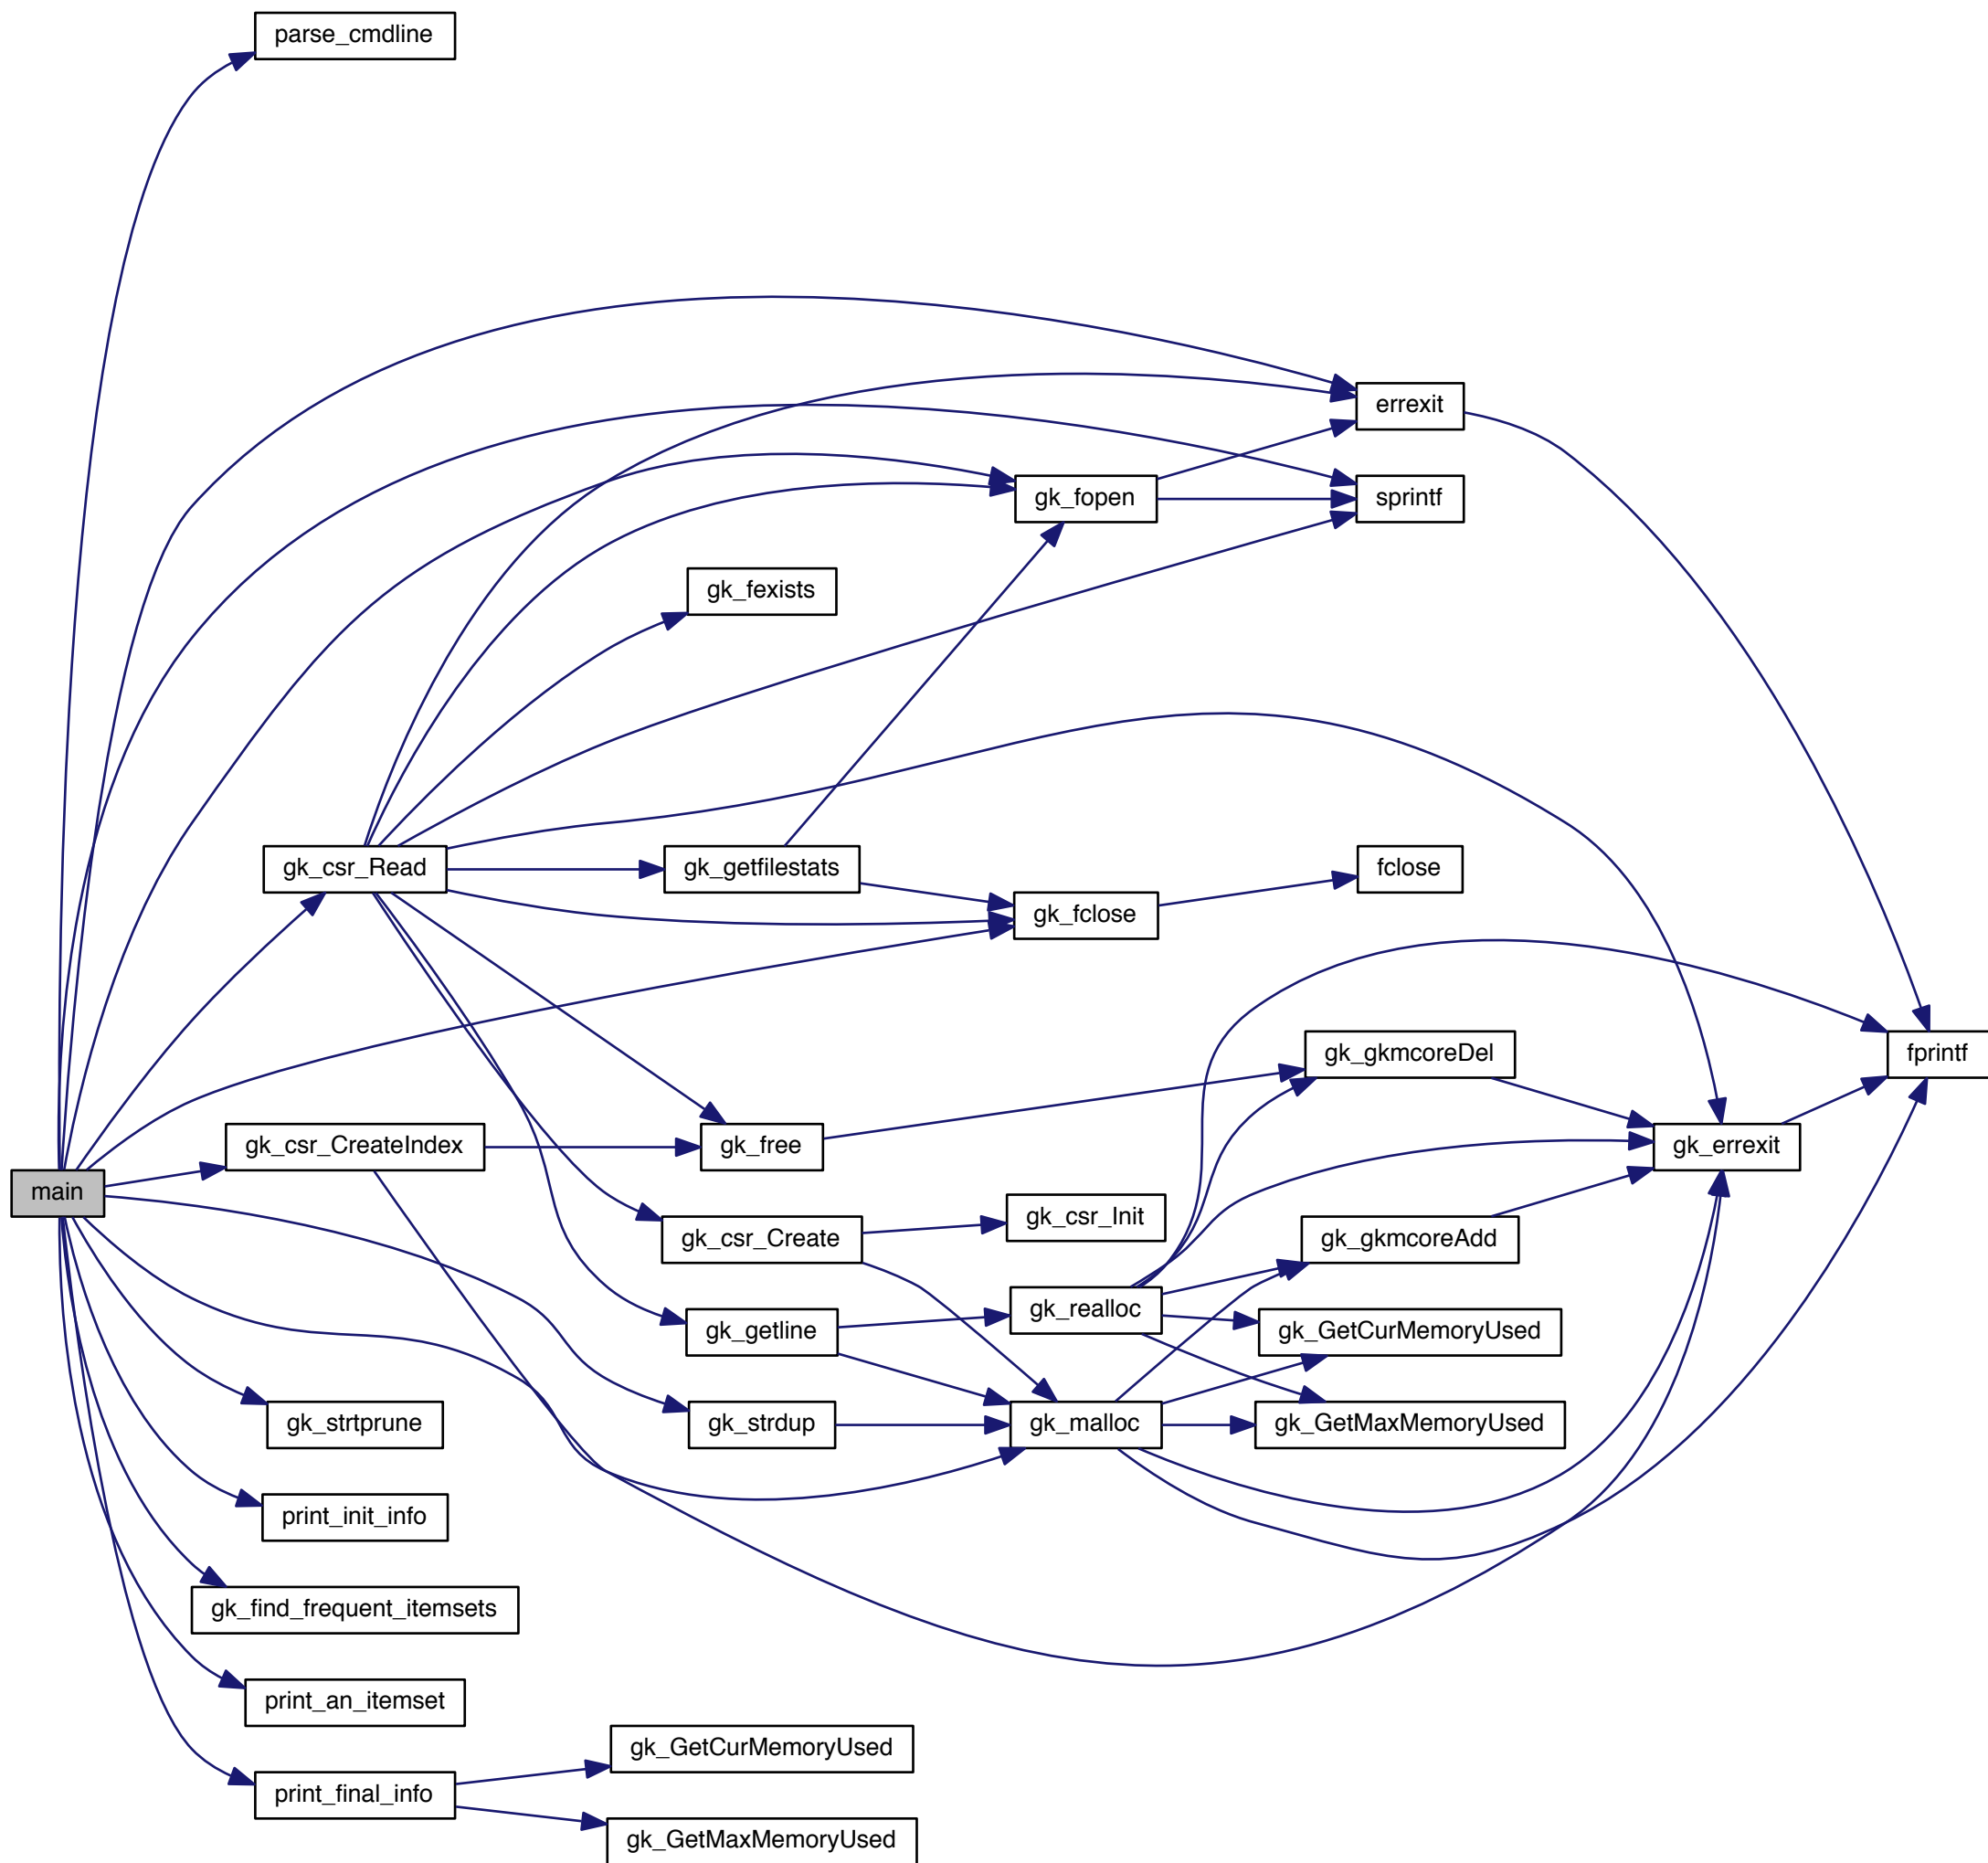 parse_cmdline
errexit
gk_fopen
sprintf
gk_fexists
gk_csr_Read
gk_getfilestats
fclose
gk_fclose
gk_gkmcoreDel
fprintf
gk_csr_CreateIndex
gk_free
gk_errexit
main
gk_csr_Init
gk_csr_Create
gk_gkmcoreAdd
gk_realloc
gk_getline
gk_GetCurMemoryUsed
gk_strtprune
gk_strdup
gk_malloc
gk_GetMaxMemoryUsed
print_init_info
gk_find_frequent_itemsets
print_an_itemset
gk_GetCurMemoryUsed
print_final_info
gk_GetMaxMemoryUsed